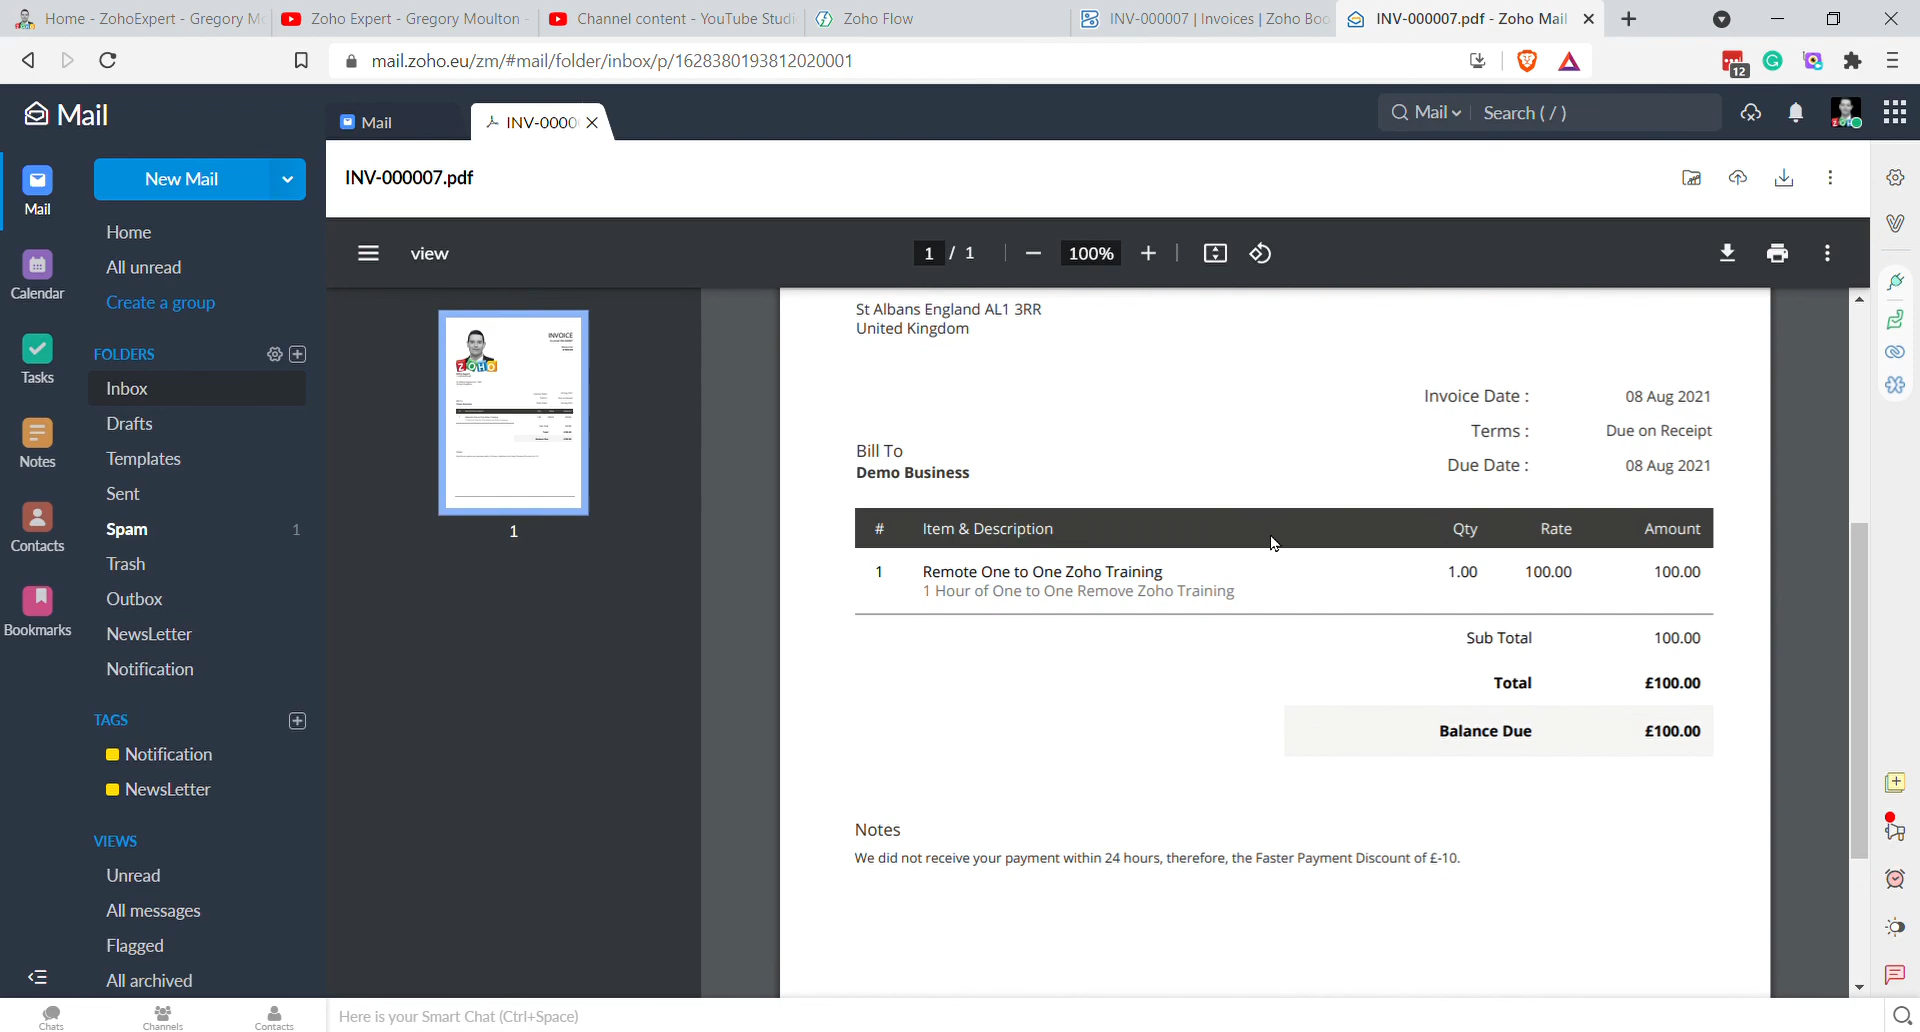 Home - ZohoExpert - Gregory Mo
Zoho Expert - Gregory Moulton -
Channel content - YouTube Studi
Zoho Flow
INV-000007 | Invoices | Zoho Boo
INV-000007.pdf - Zoho Mail
mail.zoho.eu/zm/#mail/folder/inbox/p/1628380193812020001
12
Mail
Mail
INV-0000
Mail
Search ( / )
New Mail
INV-000007.pdf
Mail
Home
view
1 / 1
100%
All unread
Calendar
Create a group
St Albans England AL1 3RR
United Kingdom
FOLDERS
INVOICE
ZOHO
Tasks
Inbox
Invoice Date :
08 Aug 2021
Drafts
Terms :
Due on Receipt
Bill To
Notes
Templates
Due Date :
08 Aug 2021
Demo Business
Sent
Spam
1
1
# Item & Description Qty Rate Amount
Contacts
Trash
1 Remote One to One Zoho Training 1.00 100.00 100.00
1 Hour of One to One Remove Zoho Training
Outbox
Bookmarks
NewsLetter
Sub Total
100.00
Notification
Total
£100.00
TAGS
Balance Due
£100.00
Notification
NewsLetter
VIEWS
Notes
We did not receive your payment within 24 hours, therefore, the Faster Payment Discount of £-10.
Unread
All messages
Flagged
All archived
Chats
Channels
Contacts
Here is your Smart Chat (Ctrl+Space)